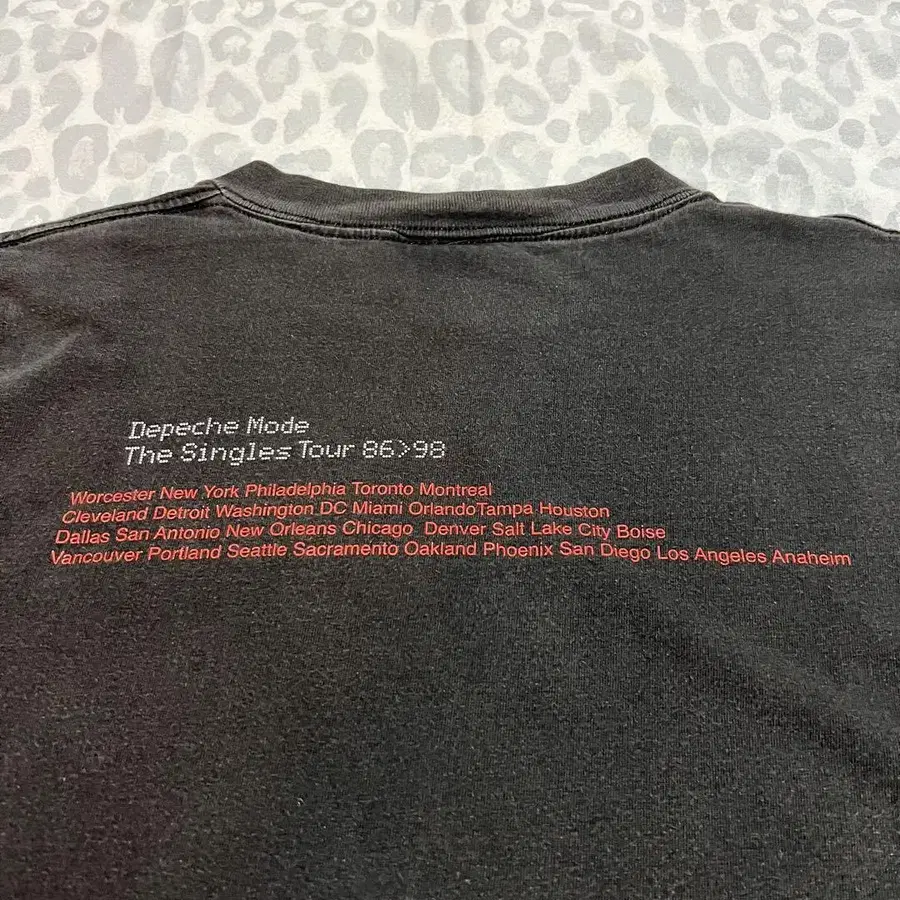 Depeche Mode
The Singles Tour 86>98
Worcester New York Philadelphia Toronto Montreal
Cleveland Detroit Washington DC Miami OrlandoTampa Houston
Dallas San Antonio New Orleans Chicago Denver Salt Lake City Boise
Vancouver Portland Seattle Sacramento Oakland Phoenix San Diego Los Angeles Anaheim